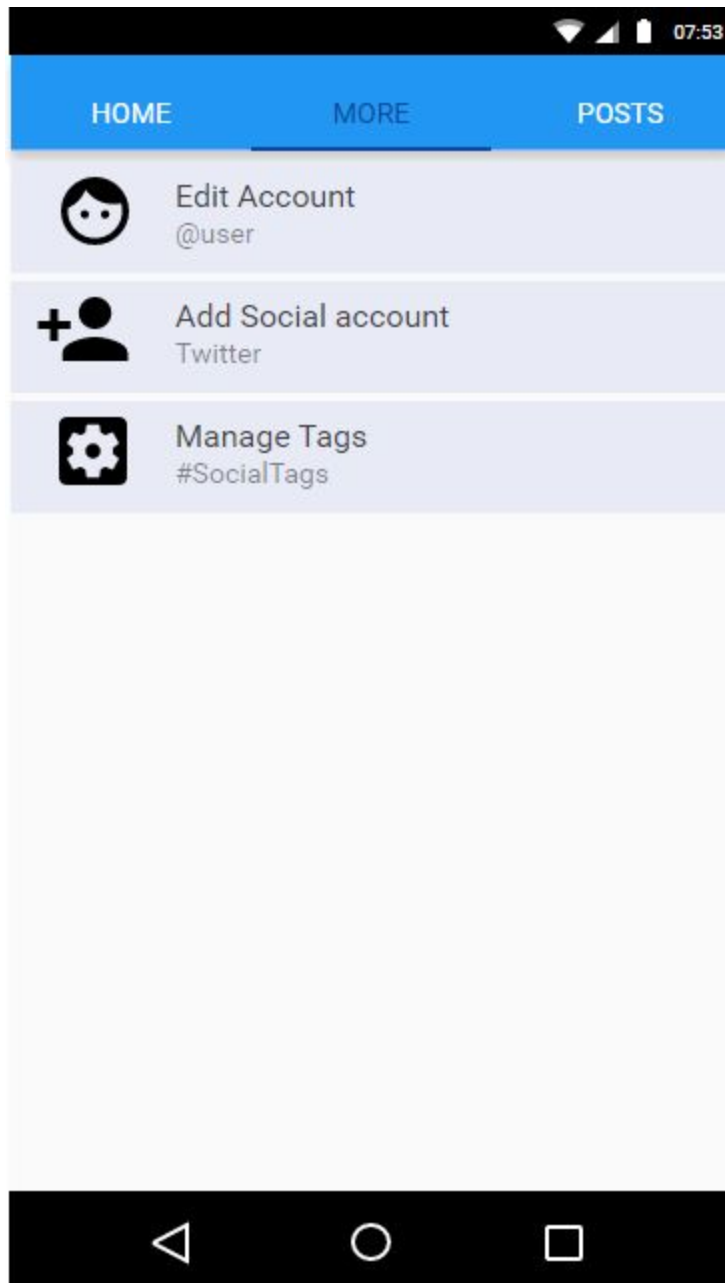 07:53
HOME MORE POSTS
Edit Account
@user
Add Social account
Twitter
Manage Tags
#SocialTags